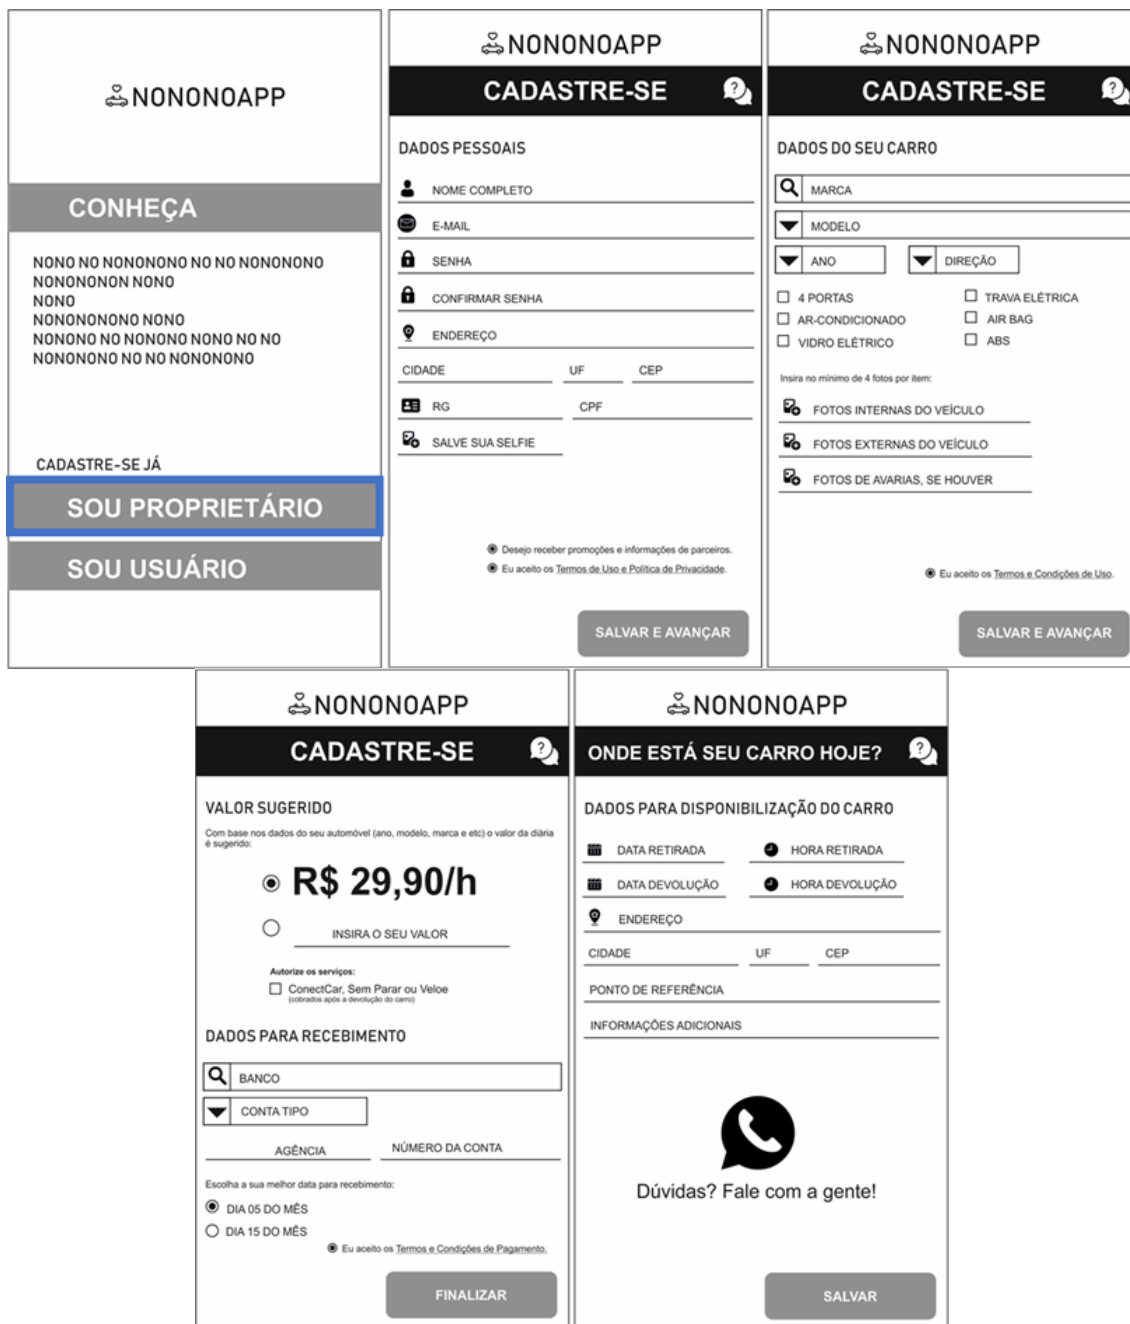 NONONOAPP
CONHEÇA
NONO NO NONONONO NO NO NONONONO
NONONONON NONO
NONO
NONONONONO NONO
NONONO NO NONONO NONO NO NO
NONONONO NO NO NONONONO
CADASTRE-SE JÁ
SOU PROPRIETÁRIO
SOU USUÁRIO
NONONOAPP
CADASTRE-SE
?
DADOS PESSOAIS
NOME COMPLETO
E-MAIL
SENHA
CONFIRMAR SENHA
ENDEREÇO
CIDADE UF CEP
RG CPF
SALVE SUA SELFIE
Desejo receber promoções e informações de parceiros.
Eu aceito os Termos de Uso e Política de Privacidade.
SALVAR E AVANÇAR
NONONOAPP
CADASTRE-SE
?
DADOS DO SEU CARRO
MARCA
MODELO
ANO DIREÇÃO
4 PORTAS TRAVA ELÉTRICA
AR-CONDICIONADO AIR BAG
VIDRO ELÉTRICO ABS
Insira no mínimo de 4 fotos por item:
FOTOS INTERNAS DO VEÍCULO
FOTOS EXTERNAS DO VEÍCULO
FOTOS DE AVARIAS, SE HOUVER
Eu aceito os Termos e Condições de Uso.
SALVAR E AVANÇAR
NONONOAPP
CADASTRE-SE
?
VALOR SUGERIDO
Com base nos dados do seu automóvel (ano, modelo, marca e etc) o valor da diária
é sugerido:
R$ 29,90/h
INSIRA O SEU VALOR
Autorize os serviços:
ConectCar, Sem Parar ou Veloe
(cobrados após a devolução do carro)
DADOS PARA RECEBIMENTO
BANCO
CONTA TIPO
AGÊNCIA NÚMERO DA CONTA
Escolha a sua melhor data para recebimento:
DIA 05 DO MÊS
DIA 15 DO MÊS
Eu aceito os Termos e Condições de Pagamento.
FINALIZAR
NONONOAPP
ONDE ESTÁ SEU CARRO HOJE?
?
DADOS PARA DISPONIBILIZAÇÃO DO CARRO
DATA RETIRADA HORA RETIRADA
DATA DEVOLUÇÃO HORA DEVOLUÇÃO
ENDEREÇO
CIDADE UF CEP
PONTO DE REFERÊNCIA
INFORMAÇÕES ADICIONAIS
Dúvidas? Fale com a gente!
SALVAR